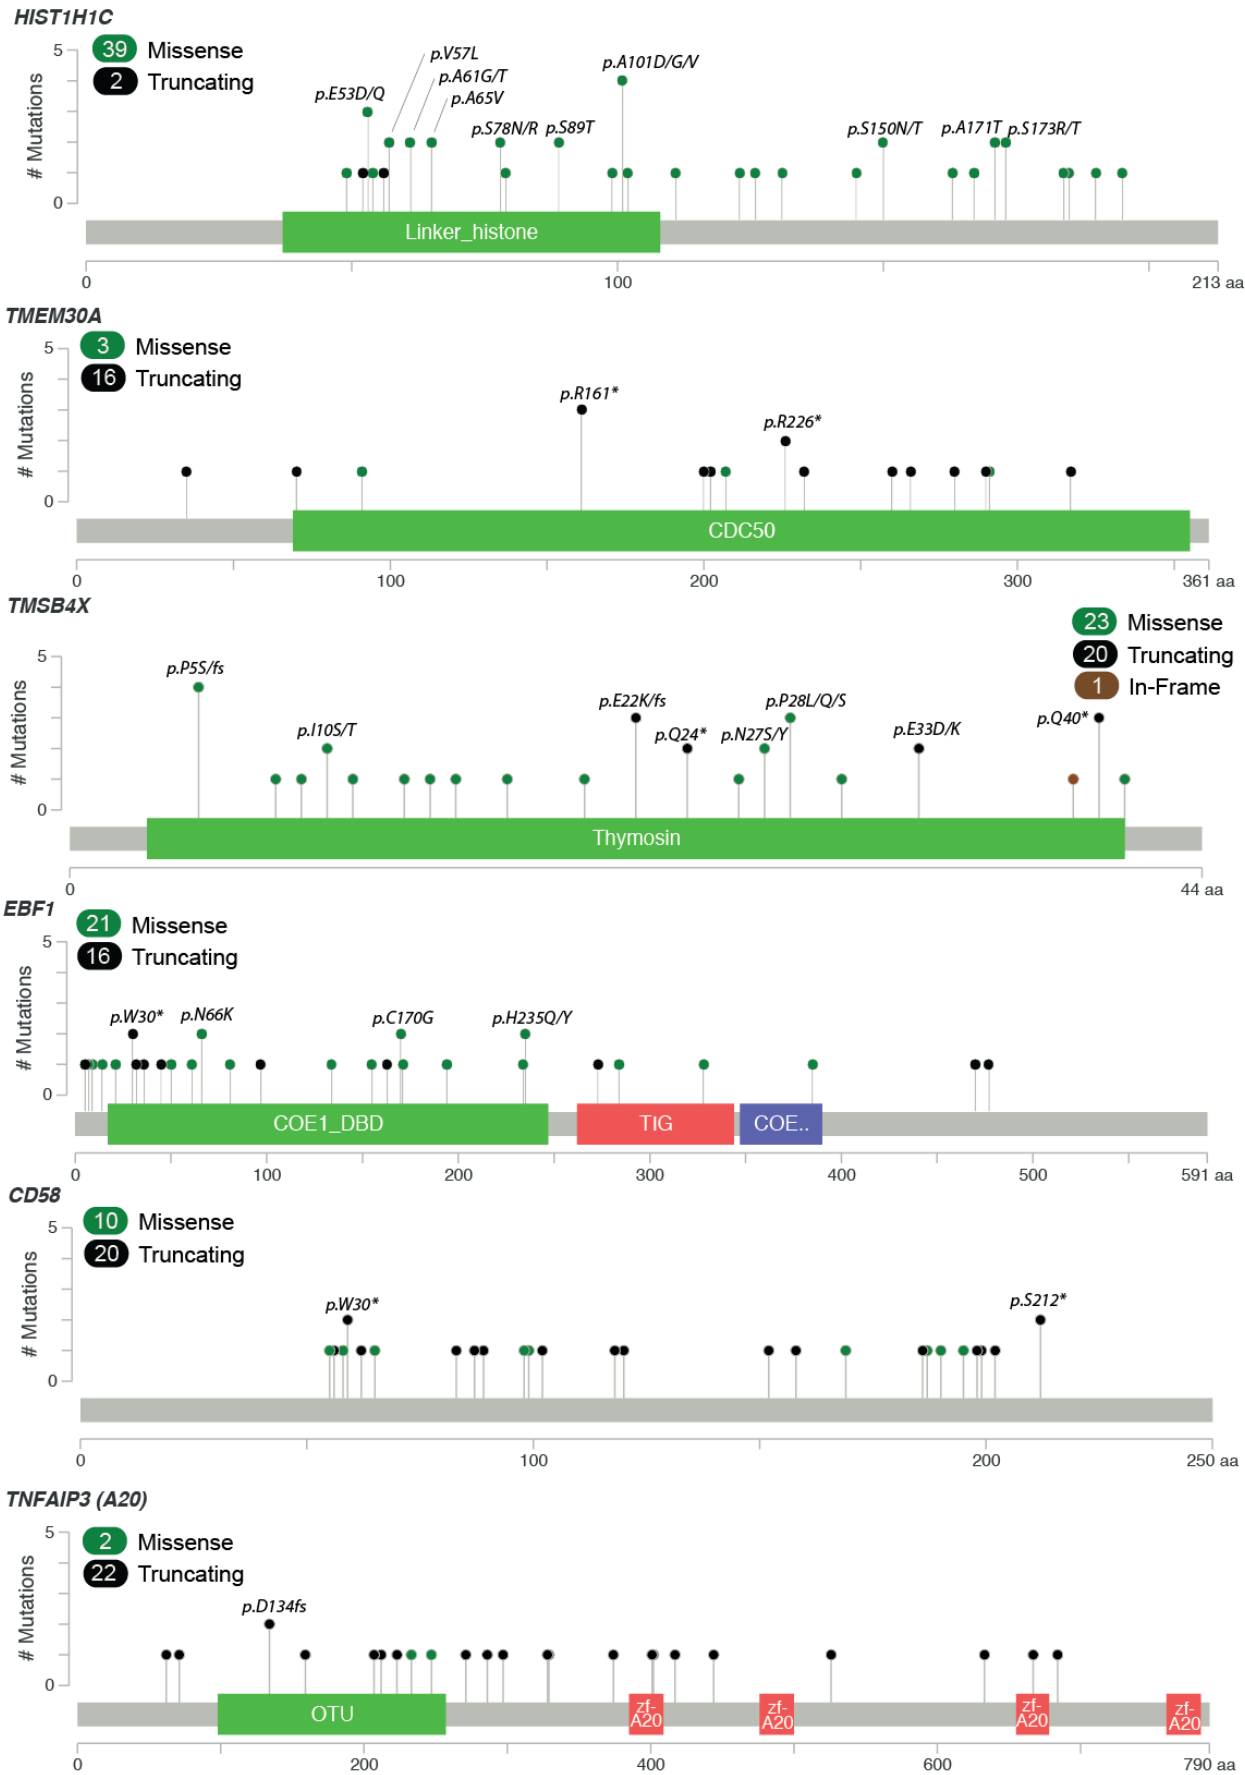 HIST1H1C
5
0
# Mutations
39 Missense
2 Truncating
p.E53D/Q
p.V57L
p.A61G/T
p.A65V
p.S78N/R
p.S89T
p.A101D/G/V
p.S150N/T
p.A171T
p.S173R/T
Linker_histone
0 100 213 aa
TMEM30A
5
0
# Mutations
3 Missense
16 Truncating
p.R161*
p.R226*
CDC50
0 100 200 300 361 aa
TMSB4X
5
0
# Mutations
23 Missense
20 Truncating
1 In-Frame
p.P5S/fs
p.I10S/T
p.E22K/fs
p.Q24*
p.N27S/Y
p.P28L/Q/S
p.E33D/K
p.Q40*
Thymosin
0 44 aa
EBF1
5
0
# Mutations
21 Missense
16 Truncating
p.W30*
p.N66K
p.C170G
p.H235Q/Y
COE1_DBD
TIG
COE..
0 100 200 300 400 500 591 aa
CD58
5
0
# Mutations
10 Missense
20 Truncating
p.W30*
p.S212*
0 100 200 250 aa
TNFAIP3 (A20)
5
0
# Mutations
2 Missense
22 Truncating
p.D134fs
OTU
zf-
A20
zf-
A20
zf-
A20
zf-
A20
0 200 400 600 790 aa